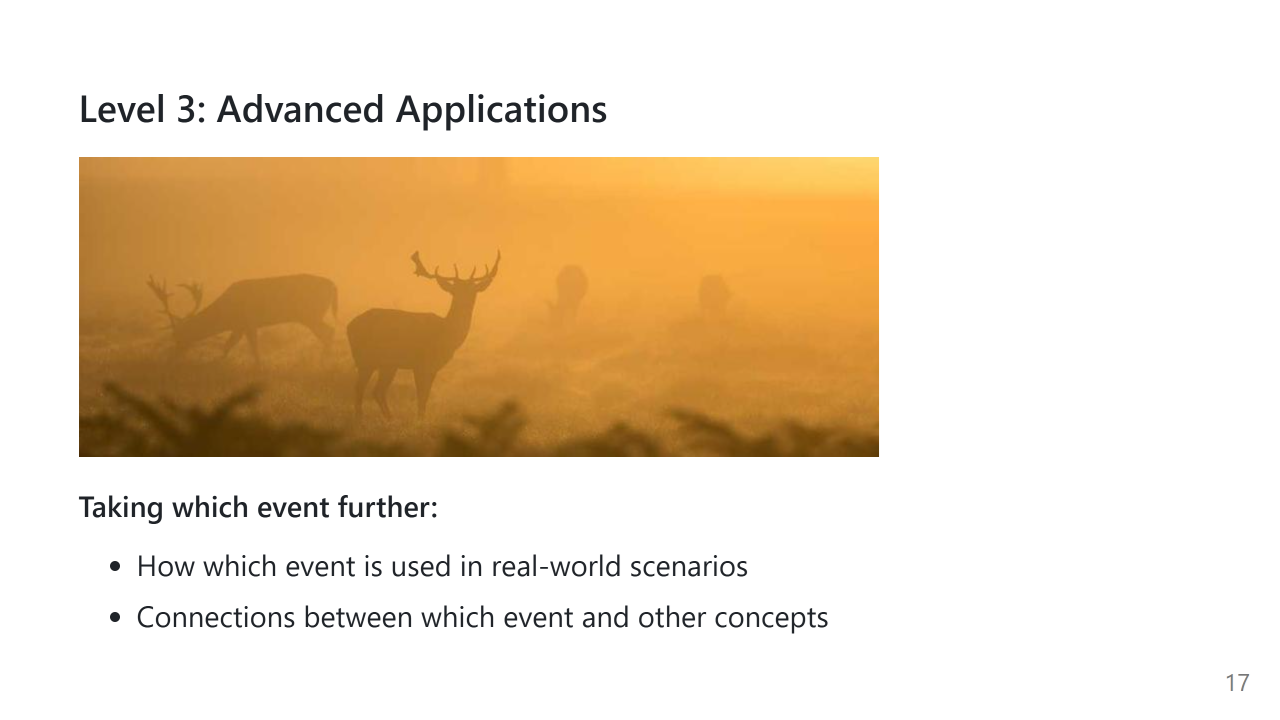 Level 3: Advanced Applications
Taking which event further:
• How which event is used in real-world scenarios
• Connections between which event and other concepts
17